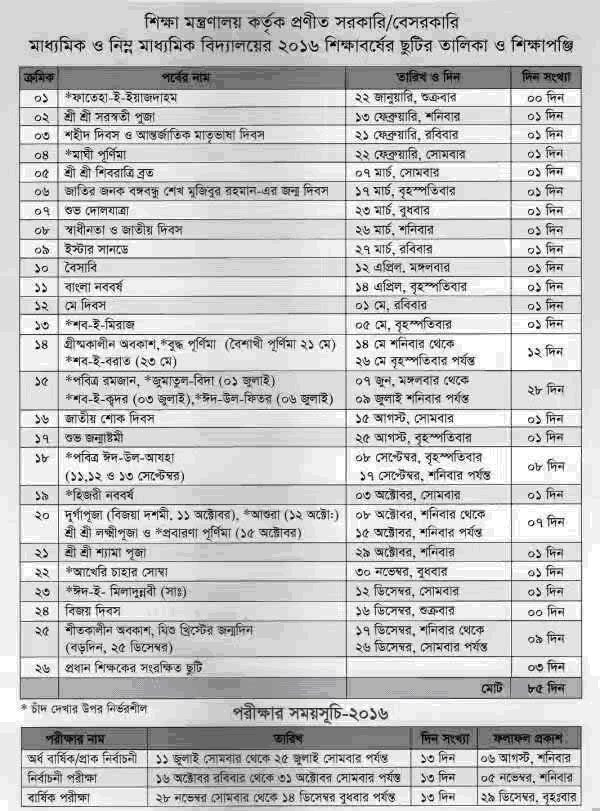 শিক্ষা মন্ত্রণালয় কর্তৃক প্রণীত সরকারি/বেসরকারি
মাধ্যমিক ও নিম্ন মাধ্যমিক বিদ্যালয়ের ২০১৬ শিক্ষাবর্ষের ছুটির তালিকা ও শিক্ষাপঞ্জি
ক্রমিক পর্বের নাম তারিখ ও দিন দিন সংখ্যা
০১ *ফাতেহা-ই-ইয়াজদাহম ২২ জানুয়ারি, শুক্রবার ০০ দিন
০২ শ্রী শ্রী সরস্বতী পুজা ১৩ ফেব্রুয়ারি, শনিবার ০১ দিন
০৩ শহীদ দিবস ও আন্তর্জাতিক মাতৃভাষা দিবস ২১ ফেব্রুয়ারি, রবিবার ০১ দিন
০৪ *মাঘী পূর্ণিমা ২২ ফেব্রুয়ারি, সোমবার ০১ দিন
০৫ শ্রী শ্রী শিবরাত্রি ব্রত ০৭ মার্চ, সোমবার ০১ দিন
০৬ জাতির জনক বঙ্গবন্ধু শেখ মুজিবুর রহমান-এর জন্ম দিবস ১৭ মার্চ, বৃহস্পতিবার ০১ দিন
০৭ শুভ দোলযাত্রা ২৩ মার্চ, বুধবার ০১ দিন
০৮ স্বাধীনতা ও জাতীয় দিবস ২৬ মার্চ, শনিবার ০১ দিন
০৯ ইস্টার সানডে ২৭ মার্চ, রবিবার ০১ দিন
১০ বৈসাবি ১২ এপ্রিল, মঙ্গলবার ০১ দিন
১১ বাংলা নববর্ষ ১৪ এপ্রিল, বৃহস্পতিবার ০১ দিন
১২ মে দিবস ০১ মে, রবিবার ০১ দিন
১৩ *শব-ই-মিরাজ ০৫ মে, বৃহস্পতিবার ০১ দিন
১৪ গ্রীষ্মকালীন অবকাশ,*বুদ্ধ পূর্ণিমা (বৈশাখী পূর্ণিমা ২১ মে) ১৪ মে শনিবার থেকে ১২ দিন
*শব-ই-বরাত (২৩ মে) ২৬ মে বৃহস্পতিবার পর্যন্ত
১৫ *পবিত্র রমজান, *জুমাতুল-বিদা (০১ জুলাই) ০৭ জুন, মঙ্গলবার থেকে ২৮ দিন
*শব-ই-ক্বদর (০৩ জুলাই),*ঈদ-উল-ফিতর (০৬ জুলাই) ০৯ জুলাই শনিবার পর্যন্ত
১৬ জাতীয় শোক দিবস ১৫ আগস্ট, সোমবার ০১ দিন
১৭ শুভ জন্মাষ্টমী ২৫ আগস্ট, বৃহস্পতিবার ০১ দিন
১৮ *পবিত্র ঈদ-উল-আযহা ০৮ সেপ্টেম্বর, বৃহস্পতিবার ০৮ দিন
(১১,১২ ও ১৩ সেপ্টেম্বর) ১৭ সেপ্টেম্বর, শনিবার পর্যন্ত
১৯ *হিজরী নববর্ষ ০৩ অক্টোবর, সোমবার ০১ দিন
২০ দূর্গাপূজা (বিজয়া দশমী, ১১ অক্টোবর), *আশুরা (১২ অক্টো:) ০৮ অক্টোবর, শনিবার থেকে ০৭ দিন
শ্রী শ্রী লক্ষ্মীপূজা ও *প্রবারণা পূর্ণিমা (১৫ অক্টোবর) ১৫ অক্টোবর, শনিবার পর্যন্ত
২১ শ্রী শ্রী শ্যামা পূজা ২৯ অক্টোবর, শনিবার ০১ দিন
২২ *আখেরি চাহার সোম্বা ৩০ নভেম্বর, বুধবার ০১ দিন
২৩ *ঈদ-ই- মিলাদুন্নবী (সাঃ) ১২ ডিসেম্বর, সোমবার ০১ দিন
২৪ বিজয় দিবস ১৬ ডিসেম্বর, শুক্রবার ০০ দিন
২৫ শীতকালীন অবকাশ, যিশু খ্রিস্টের জন্মদিন ১৭ ডিসেম্বর, শনিবার থেকে ০৯ দিন
(বড়দিন, ২৫ ডিসেম্বর) ২৬ ডিসেম্বর, সোমবার পর্যন্ত
২৬ প্রধান শিক্ষকের সংরক্ষিত ছুটি ০৩ দিন
মোট ৮৫ দিন
* চাঁদ দেখার উপর নির্ভরশীল
পরীক্ষার সময়সূচি-২০১৬
পরীক্ষার নাম তারিখ দিন সংখ্যা ফলাফল প্রকাশ
অর্ধ বার্ষিক/প্রাক নির্বাচনী ১১ জুলাই সোমবার থেকে ২৫ জুলাই সোমবার পর্যন্ত ১৩ দিন ০৬ আগস্ট, শনিবার
নির্বাচনী পরীক্ষা ১৬ অক্টোবর রবিবার থেকে ৩১ অক্টোবর সোমবার পর্যন্ত ১৩ দিন ০৫ নভেম্বর, শনিবার
বার্ষিক পরীক্ষা ২৮ নভেম্বর সোমবার থেকে ১৪ ডিসেম্বর বুধবার পর্যন্ত ১৩ দিন ২৯ ডিসেম্বর, বৃহঃবার